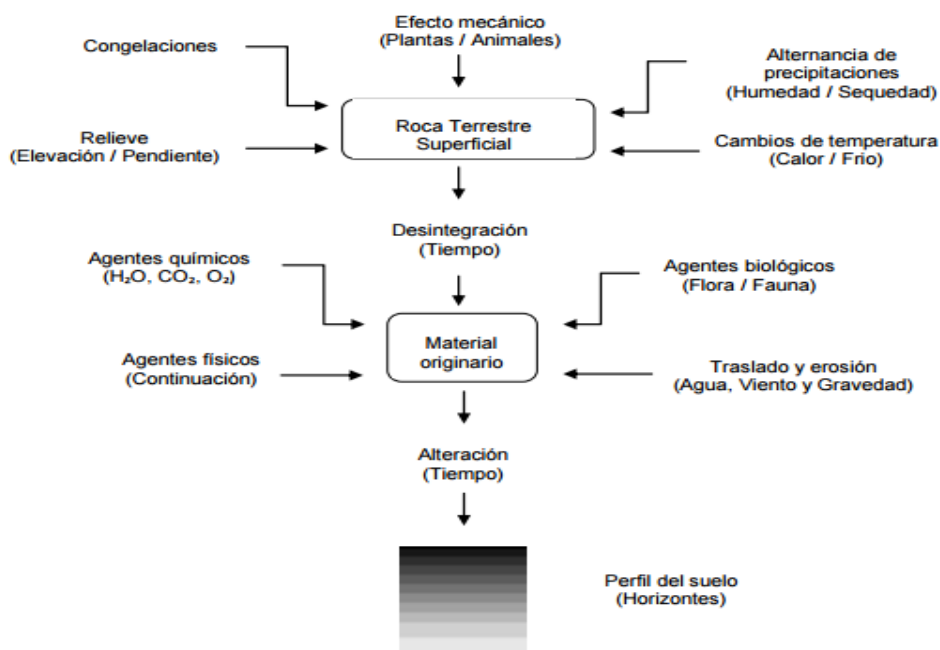 Efecto mecánico
(Plantas / Animales)
Congelaciones
Alternancia de
precipitaciones
(Humedad / Sequedad)
Roca Terrestre
Superficial
Relieve
(Elevación / Pendiente)
Cambios de temperatura
(Calor / Frio)
Desintegración
(Tiempo)
Agentes químicos
(H₂O, CO₂, O₂)
Agentes biológicos
(Flora / Fauna)
Material
originario
Agentes físicos
(Continuación)
Traslado y erosión
(Agua, Viento y Gravedad)
Alteración
(Tiempo)
Perfil del suelo
(Horizontes)